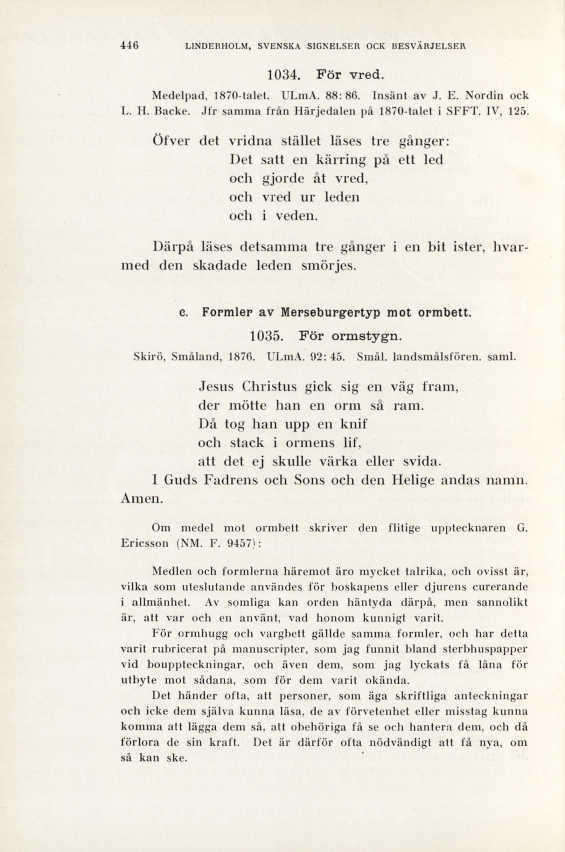 446 LINDERHOLM, SVENSKA SIGNELSER OCK BESVÄRJELSER
1034. För vred.
Medelpad, 1870-talet. ULmA. 88: 86. Insänt av J. E. Nordin ock
L. H. Backe. Jfr samma från Härjedalen på 1870-talet i SFFT. IV, 125.
Öfver det vridna stället läses tre gånger:
Det satt en kärring på ett led
och gjorde åt vred,
och vred ur leden
och i veden.
Därpå läses detsamma tre gånger i en bit ister, hvar-
med den skadade leden smörjes.
c. Formler av Merseburgertyp mot ormbett.
1035. För ormstygn.
Skirö, Småland, 1876. ULmA. 92: 45. Smål. landsmålsfören. saml.
Jesus Christus gick sig en väg fram,
der mötte han en orm så ram.
Då tog han upp en knif
och stack i ormens lif,
att det ej skulle värka eller svida.
I Guds Fadrens och Sons och den Helige andas namn.
Amen.
Om medel mot ormbett skriver den flitige upptecknaren G.
Ericsson (NM. F. 9457):
Medlen och formlerna häremot äro mycket talrika, och ovisst är,
vilka som uteslutande användes för boskapens eller djurens curerande
i allmänhet. Av somliga kan orden häntyda därpå, men sannolikt
är, att var och en använt, vad honom kunnigt varit.
För ormhugg och vargbett gällde samma formler, och har detta
varit rubricerat på manuscripter, som jag funnit bland sterbhuspapper
vid bouppteckningar, och även dem, som jag lyckats få låna för
utbyte mot sådana, som för dem varit okända.
Det händer ofta, att personer, som äga skriftliga anteckningar
och icke dem själva kunna läsa, de av förvetenhet eller misstag kunna
komma att lägga dem så, att obehöriga få se och hantera dem, och då
förlora de sin kraft. Det är därför ofta nödvändigt att få nya, om
så kan ske.